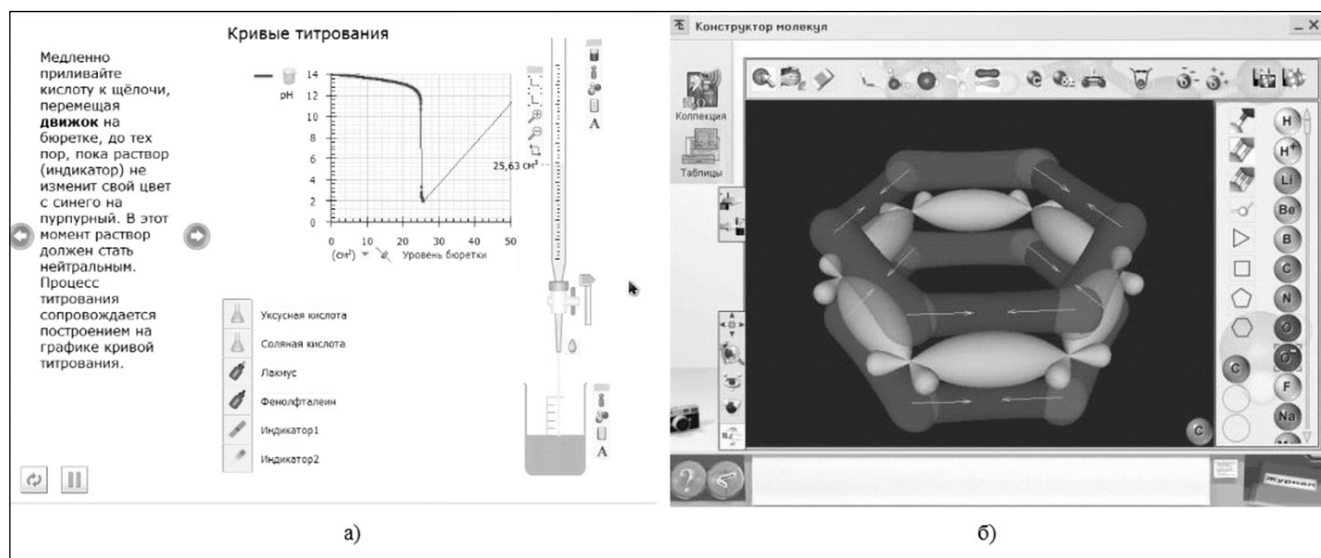 Кривые титрования
Медленно
приливайте
кислоту к щёлочи,
перемещая
движок на
бюретке, до тех
пор, пока раствор
(индикатор) не
изменит свой цвет
с синего на
пурпурный. В этот
момент раствор
должен стать
нейтральным.
Процесс
титрования
сопровождается
построением на
графике кривой
титрования.
pH
14
12
10
8
6
4
2
0
0 10 20 30 40 50
(см³) Уровень бюретки
25,63 см³
A
Уксусная кислота
Соляная кислота
Лакмус
Фенолфталеин
Индикатор1
Индикатор2
A
а)
Конструктор молекул
Коллекция
Таблицы
H
H+
Li
Be
B
C
N
O
O-
F
Na
C
C
Журнал
б)